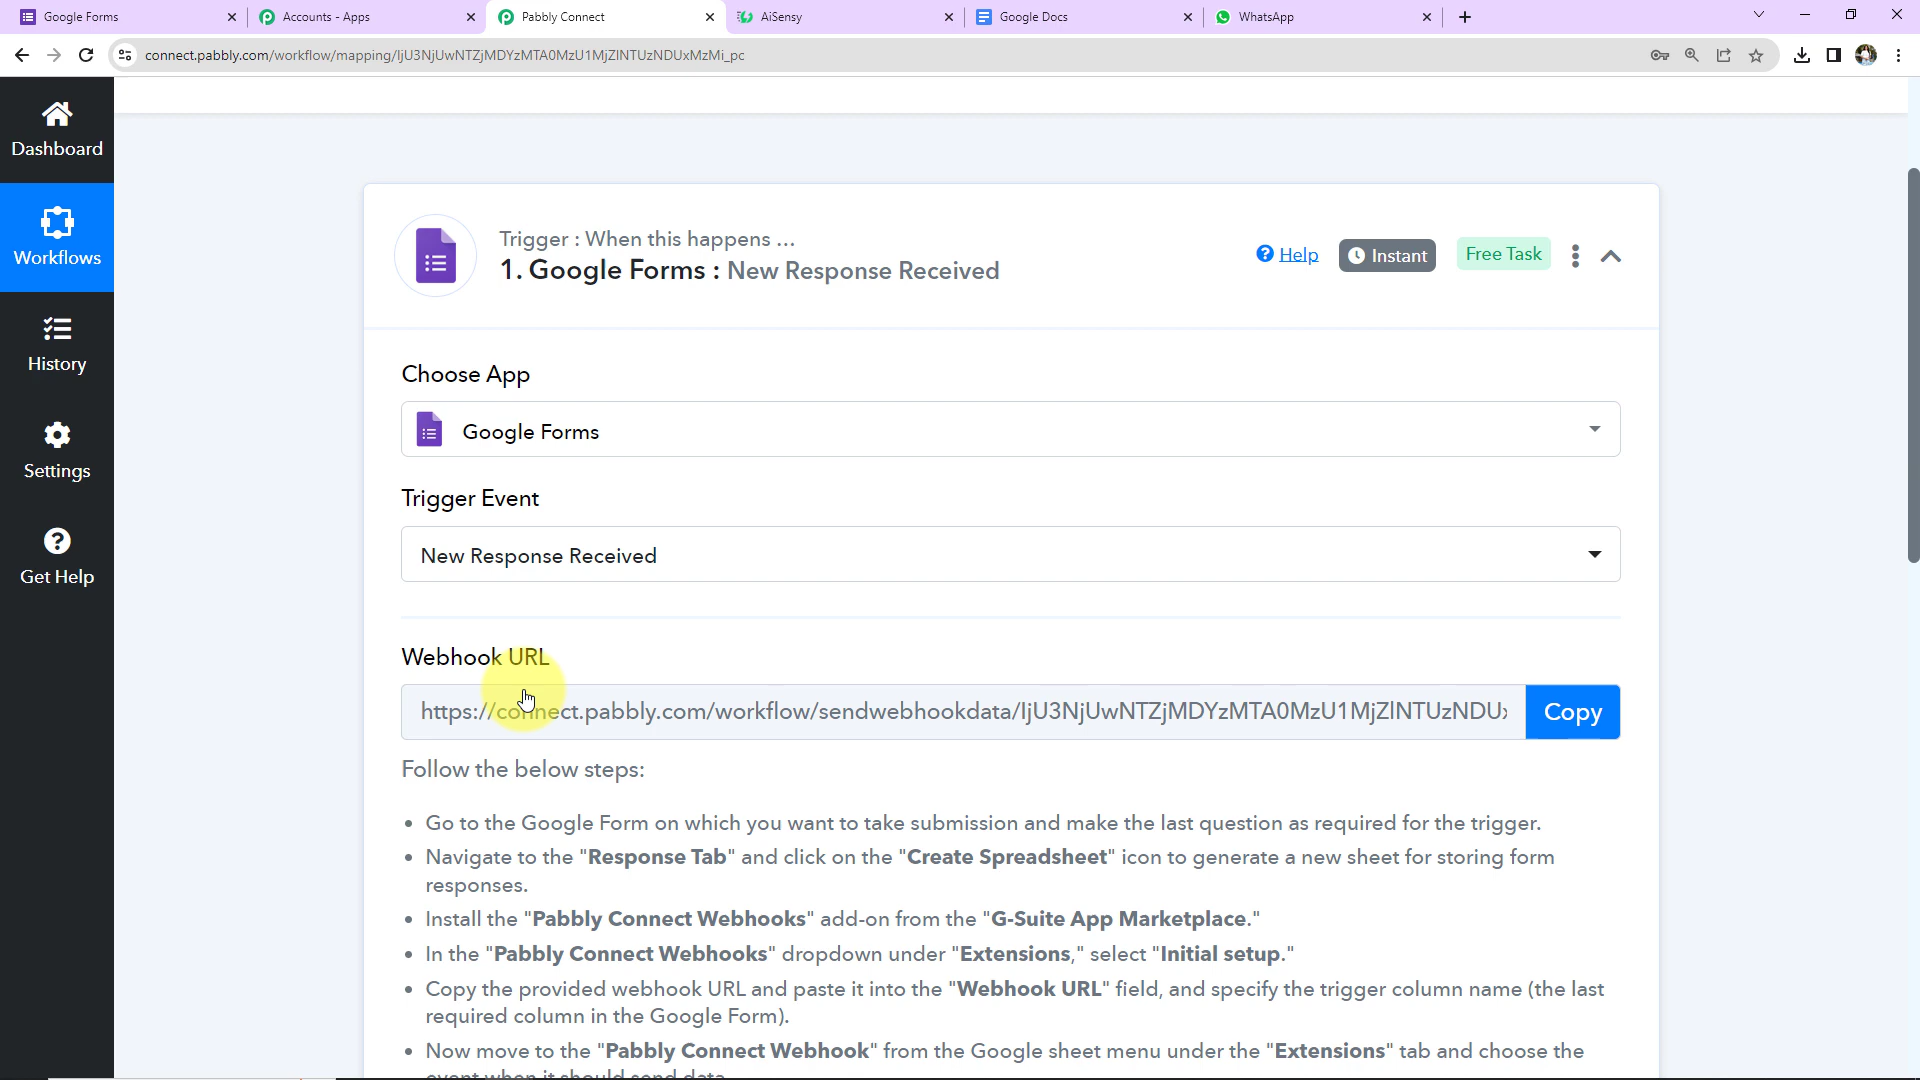 Google Forms
Accounts - Apps
Pabbly Connect
AiSensy
Google Docs
WhatsApp
connect.pabbly.com/workflow/mapping/IjU3NjUwNTZjMDYzMTA0MzU1MjZlNTUzNDUxMzMi_pc
Dashboard
Workflows
History
Settings
Get Help
Trigger : When this happens ...
1. Google Forms : New Response Received
Help
Instant
Free Task
Choose App
Google Forms
Trigger Event
New Response Received
Webhook URL
https://connect.pabbly.com/workflow/sendwebhookdata/IjU3NjUwNTZjMDYzMTA0MzU1MjZlNTUzNDU
Copy
Follow the below steps:
• Go to the Google Form on which you want to take submission and make the last question as required for the trigger.
• Navigate to the "Response Tab" and click on the "Create Spreadsheet" icon to generate a new sheet for storing form
responses.
• Install the "Pabbly Connect Webhooks" add-on from the "G-Suite App Marketplace."
• In the "Pabbly Connect Webhooks" dropdown under "Extensions," select "Initial setup."
• Copy the provided webhook URL and paste it into the "Webhook URL" field, and specify the trigger column name (the last
required column in the Google Form).
• Now move to the "Pabbly Connect Webhook" from the Google sheet menu under the "Extensions" tab and choose the
event when it should send data.